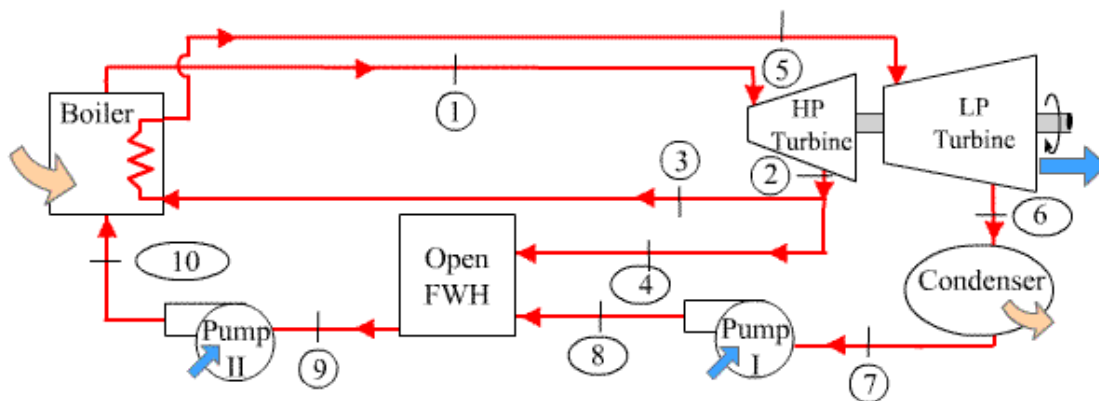 Boiler
1
5
HP
Turbine
LP
Turbine
3
2
6
10
Open
FWH
4
Condenser
Pump
II
9
8
Pump
I
7